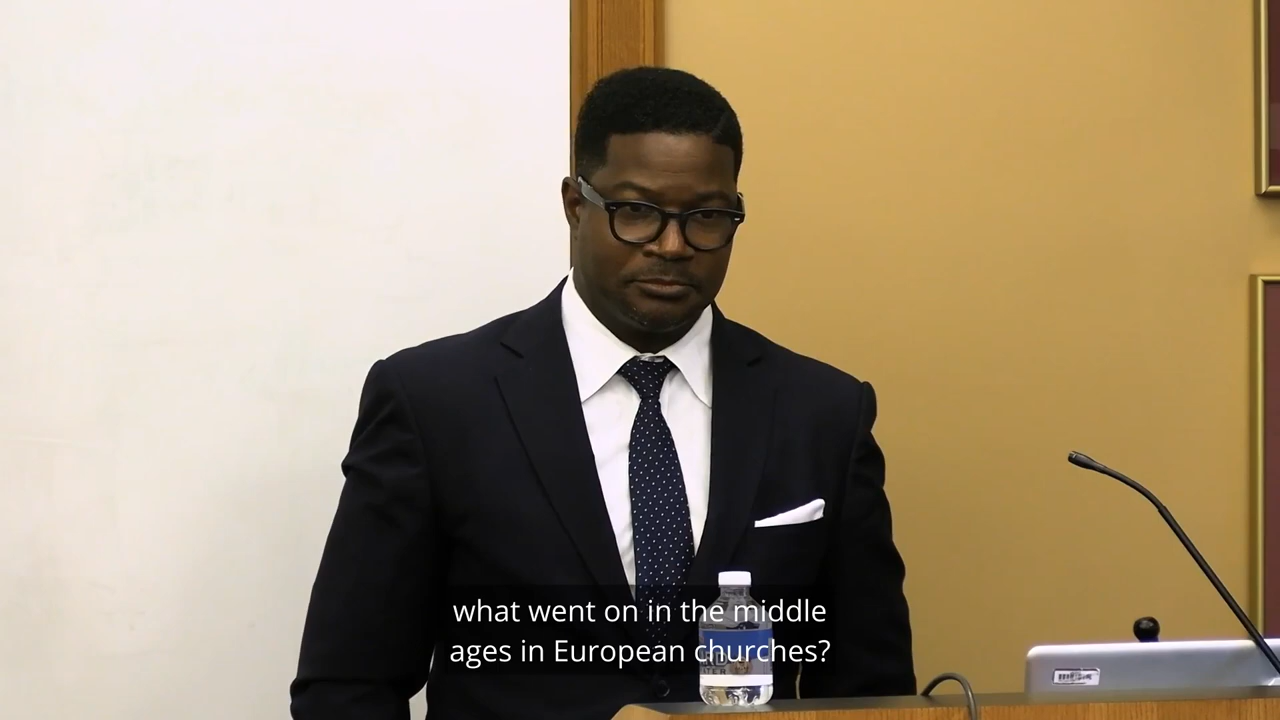 what went on in the middle
ages in European churches?